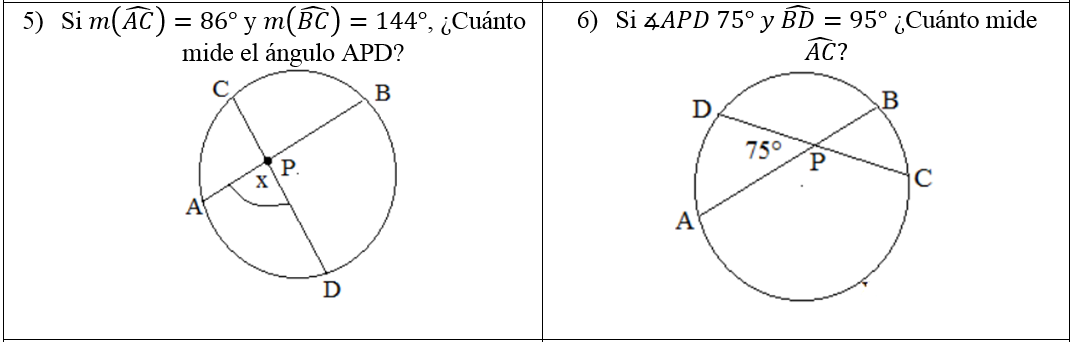 5) Si m(AC͡) = 86° y m(BC͡) = 144°, ¿Cuánto
mide el ángulo APD?
C
B
P.
x
A
D
6) Si ∡APD 75° y BD͡ = 95° ¿Cuánto mide
AC͡?
D
B
75°
P
C
A